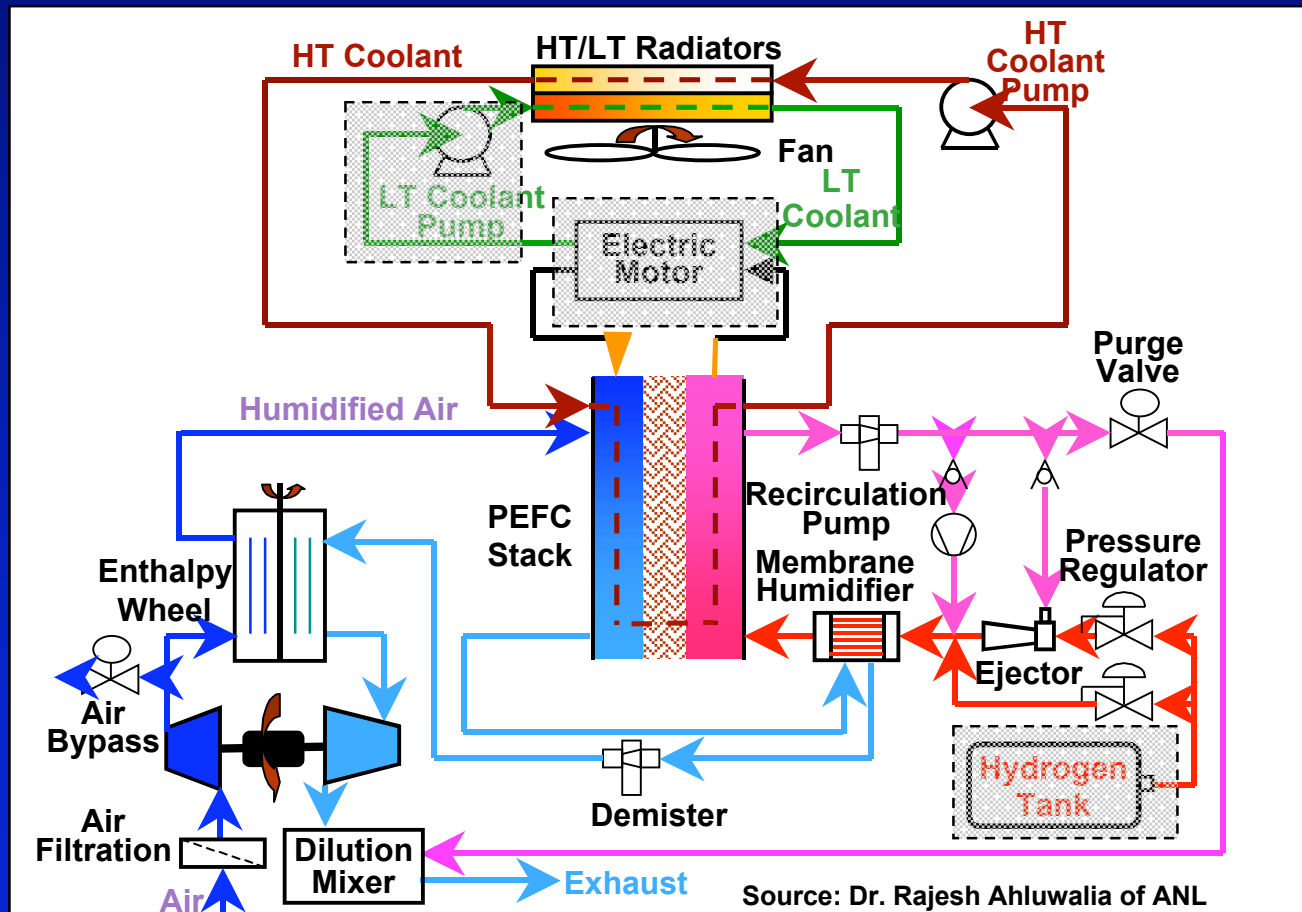 HT Coolant
HT/LT Radiators
HT
Coolant
Pump
Fan
LT Coolant
Pump
LT
Coolant
Electric
Motor
Purge
Valve
Humidified Air
PEFC
Stack
Recirculation
Pump
Membrane
Humidifier
Pressure
Regulator
Enthalpy
Wheel
Ejector
Air
Bypass
Hydrogen
Tank
Demister
Air
Filtration
Dilution
Mixer
Exhaust
Air
Source: Dr. Rajesh Ahluwalia of ANL